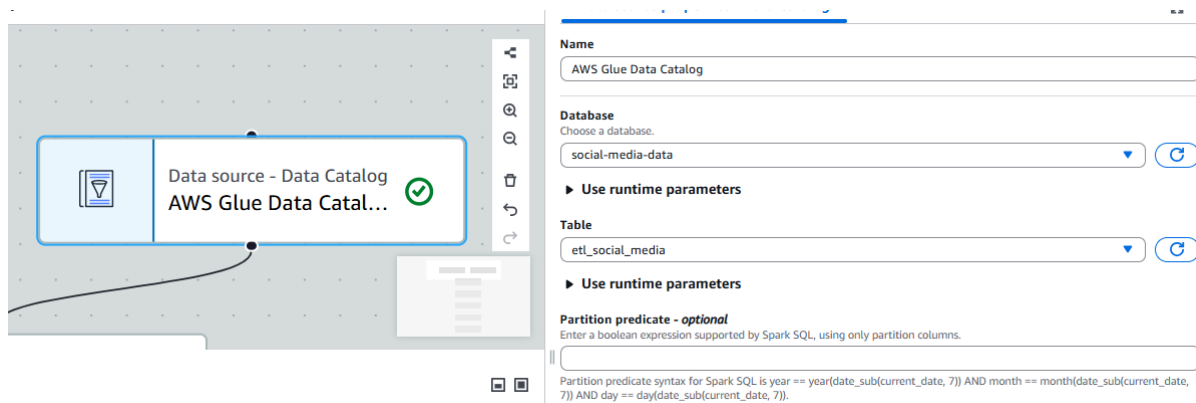 Data source - Data Catalog
AWS Glue Data Catal...
Name
AWS Glue Data Catalog
Database
Choose a database.
social-media-data
Use runtime parameters
Table
etl_social_media
Use runtime parameters
Partition predicate - optional
Enter a boolean expression supported by Spark SQL, using only partition columns.
Partition predicate syntax for Spark SQL is year == year(date_sub(current_date, 7)) AND month == month(date_sub(current_date,
7)) AND day == day(date_sub(current_date, 7)).